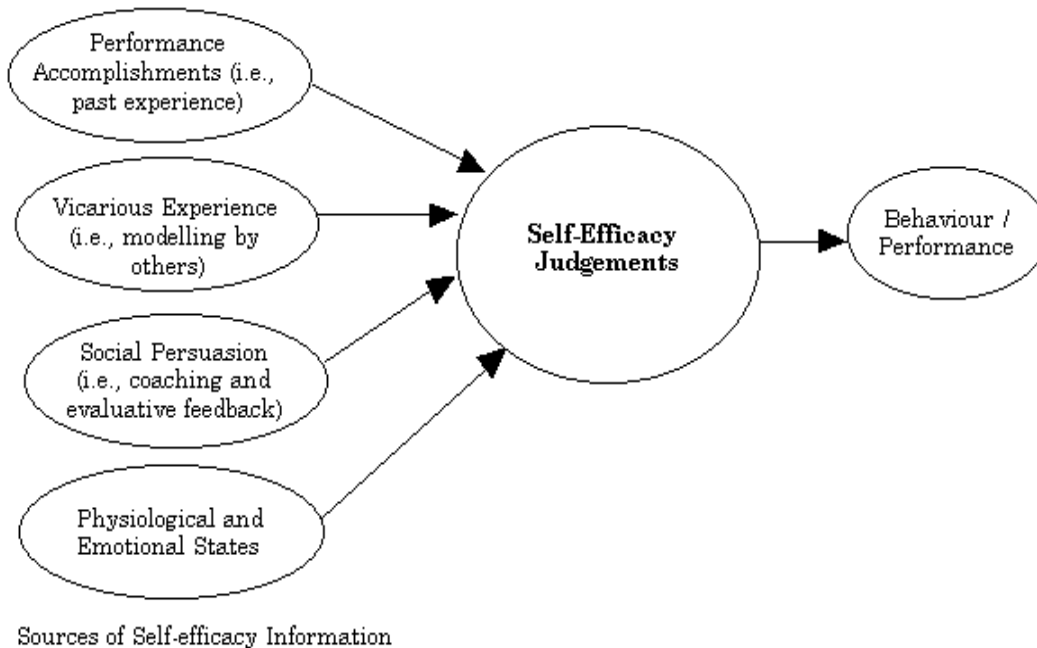 Performance
Accomplishments (i.e.,
past experience)
Vicarious Experience
(i.e., modelling by
others)
Social Persuasion
(i.e., coaching and
evaluative feedback)
Physiological and
Emotional States
Self-Efficacy
Judgements
Behaviour /
Performance
Sources of Self-efficacy Information